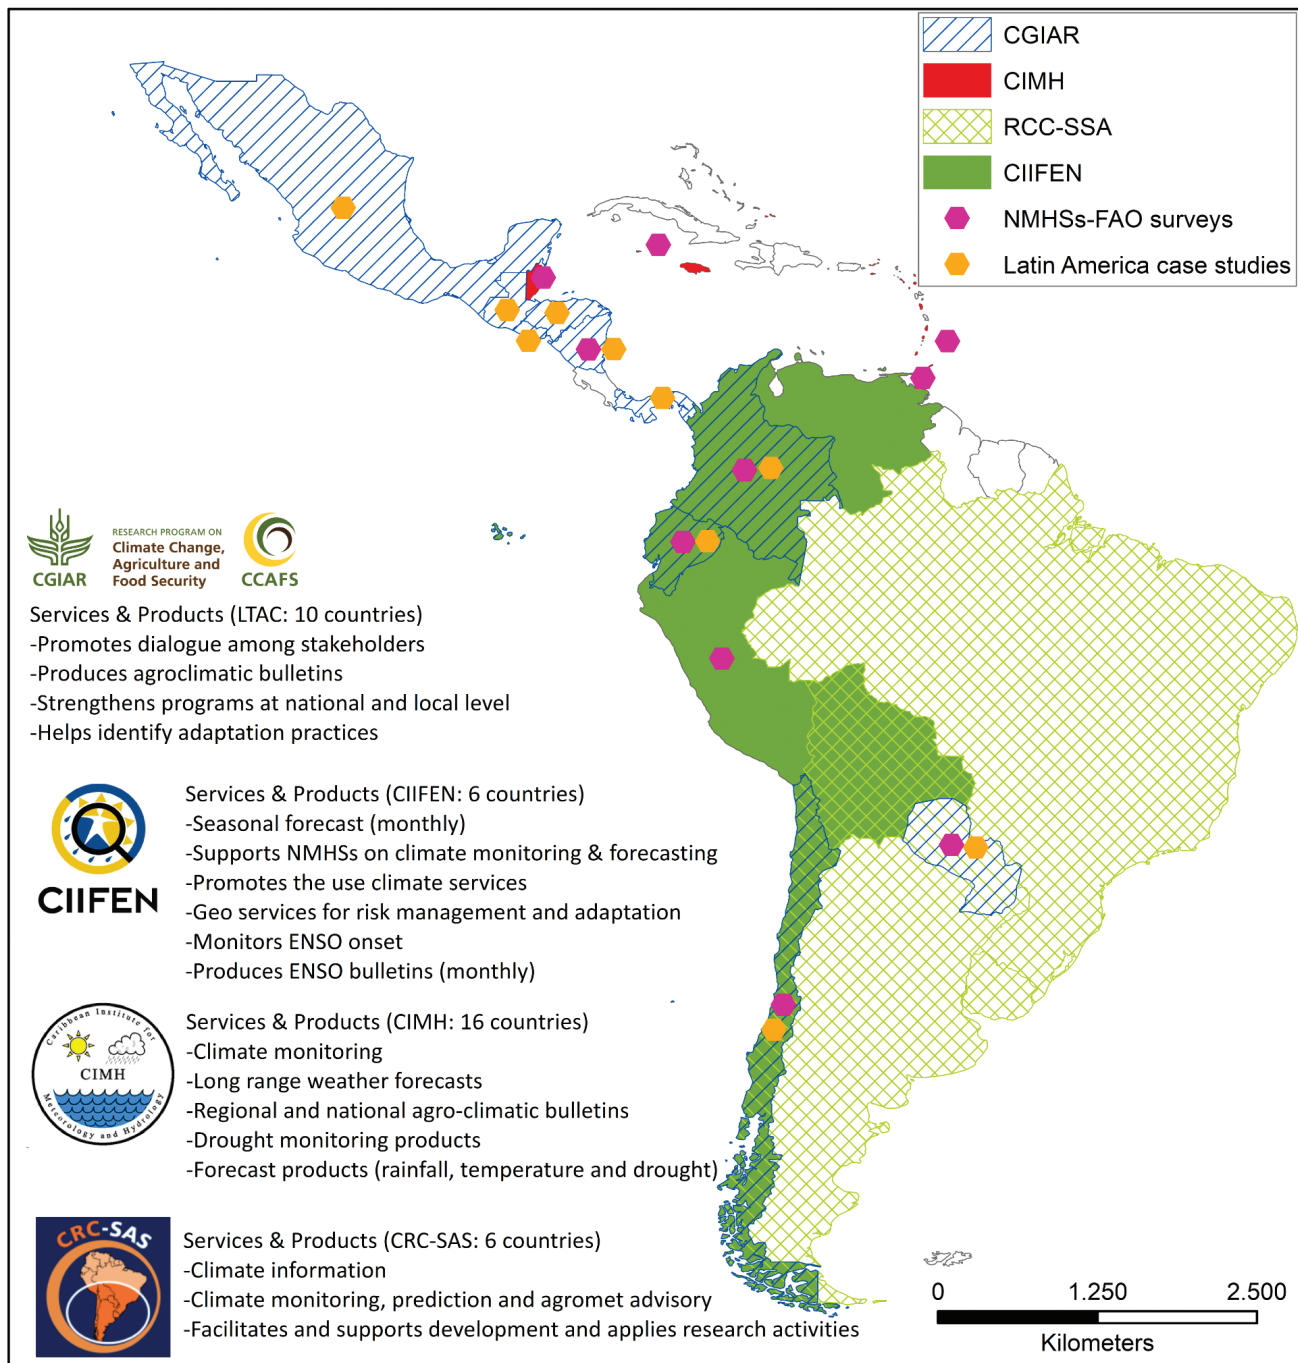 CGIAR
CIMH
RCC-SSA
CIIFEN
NMHSs-FAO surveys
Latin America case studies
CGIAR
RESEARCH PROGRAM ON
Climate Change,
Agriculture and
Food Security
CCAFS
Services & Products (LTAC: 10 countries)
-Promotes dialogue among stakeholders
-Produces agroclimatic bulletins
-Strengthens programs at national and local level
-Helps identify adaptation practices
CIIFEN
Services & Products (CIIFEN: 6 countries)
-Seasonal forecast (monthly)
-Supports NMHSs on climate monitoring & forecasting
-Promotes the use climate services
-Geo services for risk management and adaptation
-Monitors ENSO onset
-Produces ENSO bulletins (monthly)
Caribbean Institute for
CIMH
Meteorology and Hydrology
Services & Products (CIMH: 16 countries)
-Climate monitoring
-Long range weather forecasts
-Regional and national agro-climatic bulletins
-Drought monitoring products
-Forecast products (rainfall, temperature and drought)
CRC-SAS
Services & Products (CRC-SAS: 6 countries)
-Climate information
-Climate monitoring, prediction and agromet advisory
-Facilitates and supports development and applies research activities
0 1.250 2.500
Kilometers